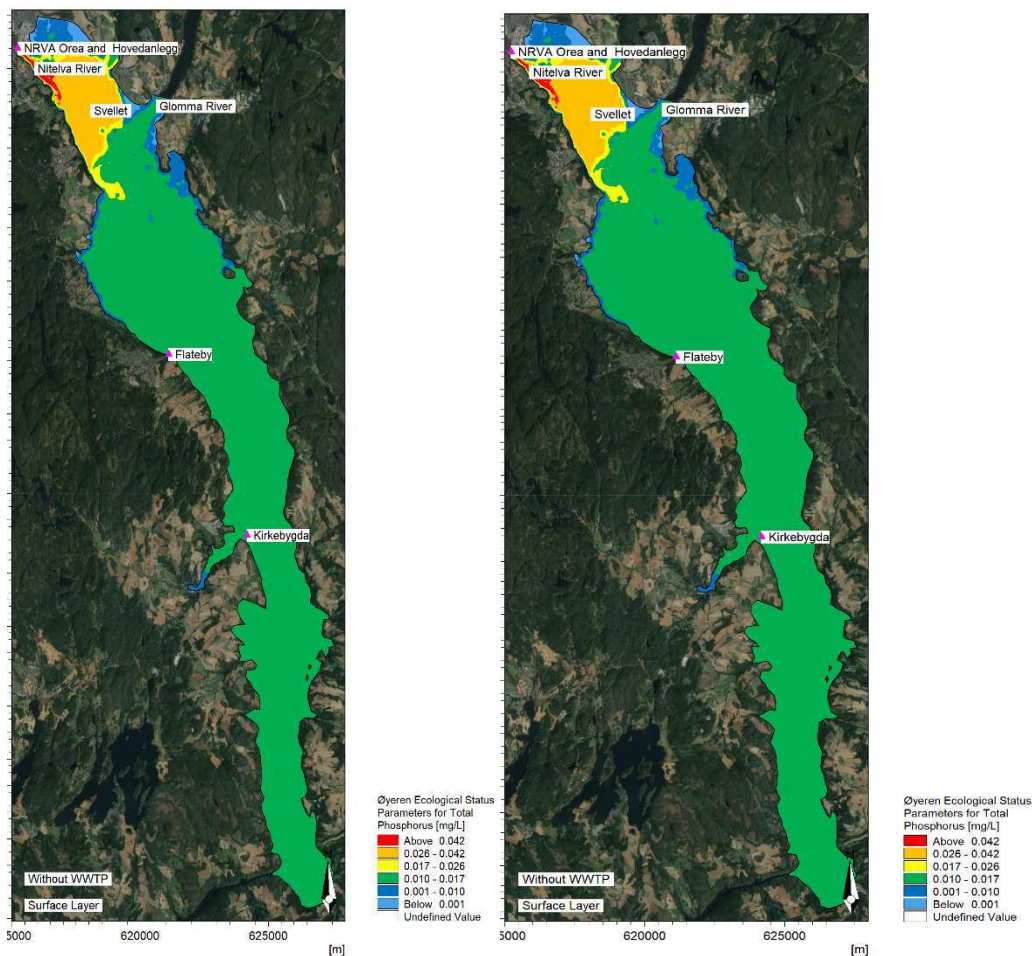 NRVA Orea and Hovedanlegg
Nitelva River
Svellet
Glomma River
Flateby
Kirkebygda
Without WWTP
Surface Layer
5000
620000
625000
[m]
Øyeren Ecological Status
Parameters for Total
Phosphorus [mg/L]
Above 0.042
0.026 - 0.042
0.017 - 0.026
0.010 - 0.017
0.001 - 0.010
Below 0.001
Undefined Value
NRVA Orea and Hovedanlegg
Nitelva River
Svellet
Glomma River
Flateby
Kirkebygda
Without WWTP
Surface Layer
5000
620000
625000
[m]
Øyeren Ecological Status
Parameters for Total
Phosphorus [mg/L]
Above 0.042
0.026 - 0.042
0.017 - 0.026
0.010 - 0.017
0.001 - 0.010
Below 0.001
Undefined Value